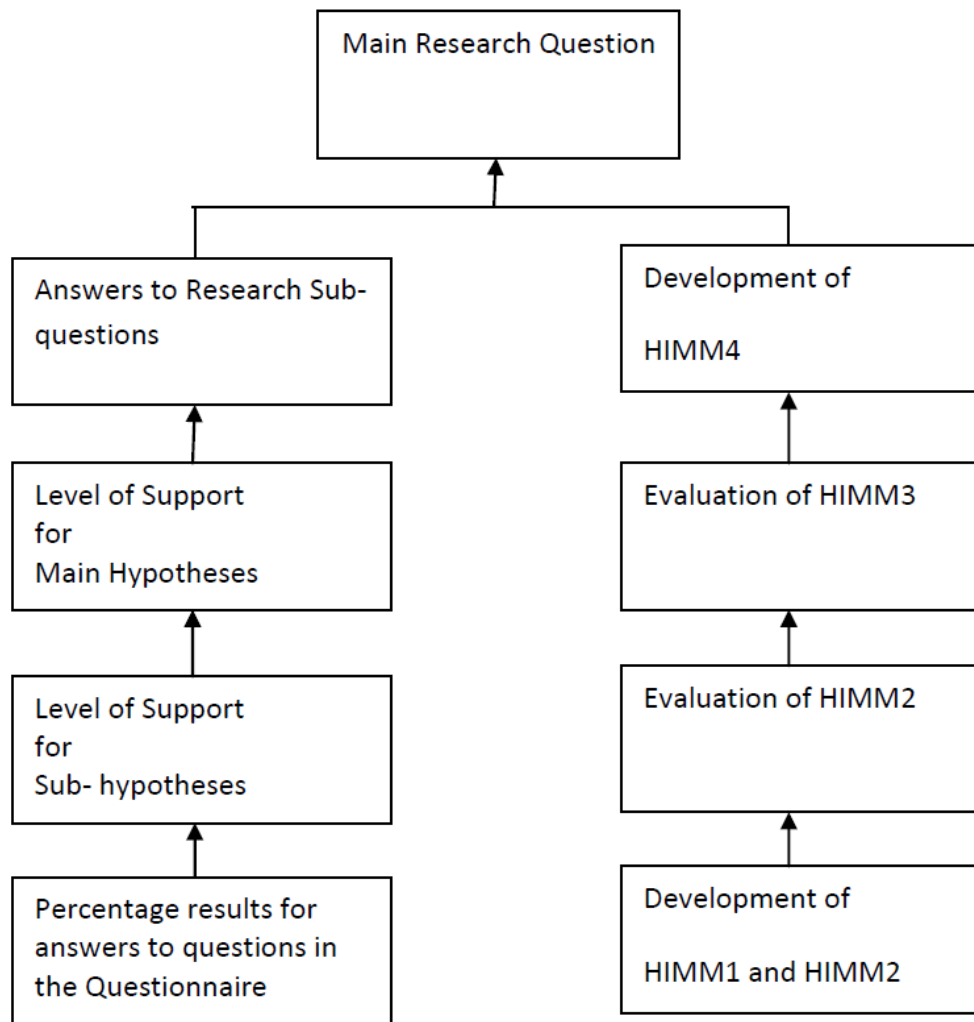 Main Research Question
Answers to Research Sub-
questions
Level of Support
for
Main Hypotheses
Level of Support
for
Sub- hypotheses
Percentage results for
answers to questions in
the Questionnaire
Development of
HIMM4
Evaluation of HIMM3
Evaluation of HIMM2
Development of
HIMM1 and HIMM2